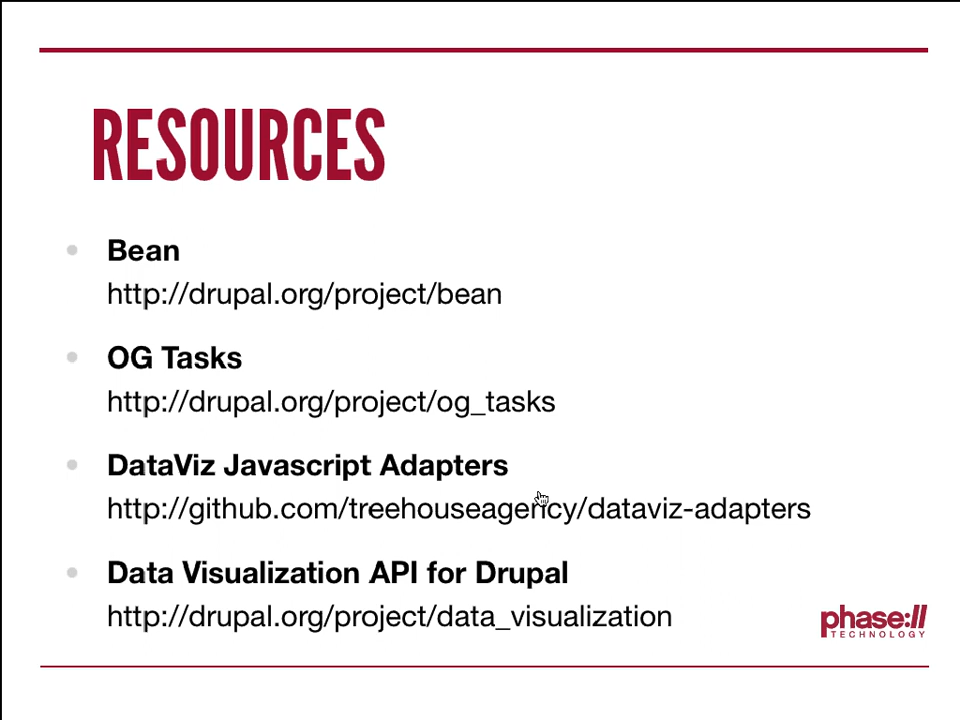 RESOURCES
Bean
http://drupal.org/project/bean
OG Tasks
http://drupal.org/project/og_tasks
DataViz Javascript Adapters
http://github.com/treehouseagency/dataviz-adapters
Data Visualization API for Drupal
http://drupal.org/project/data_visualization
phase://
TECHNOLOGY